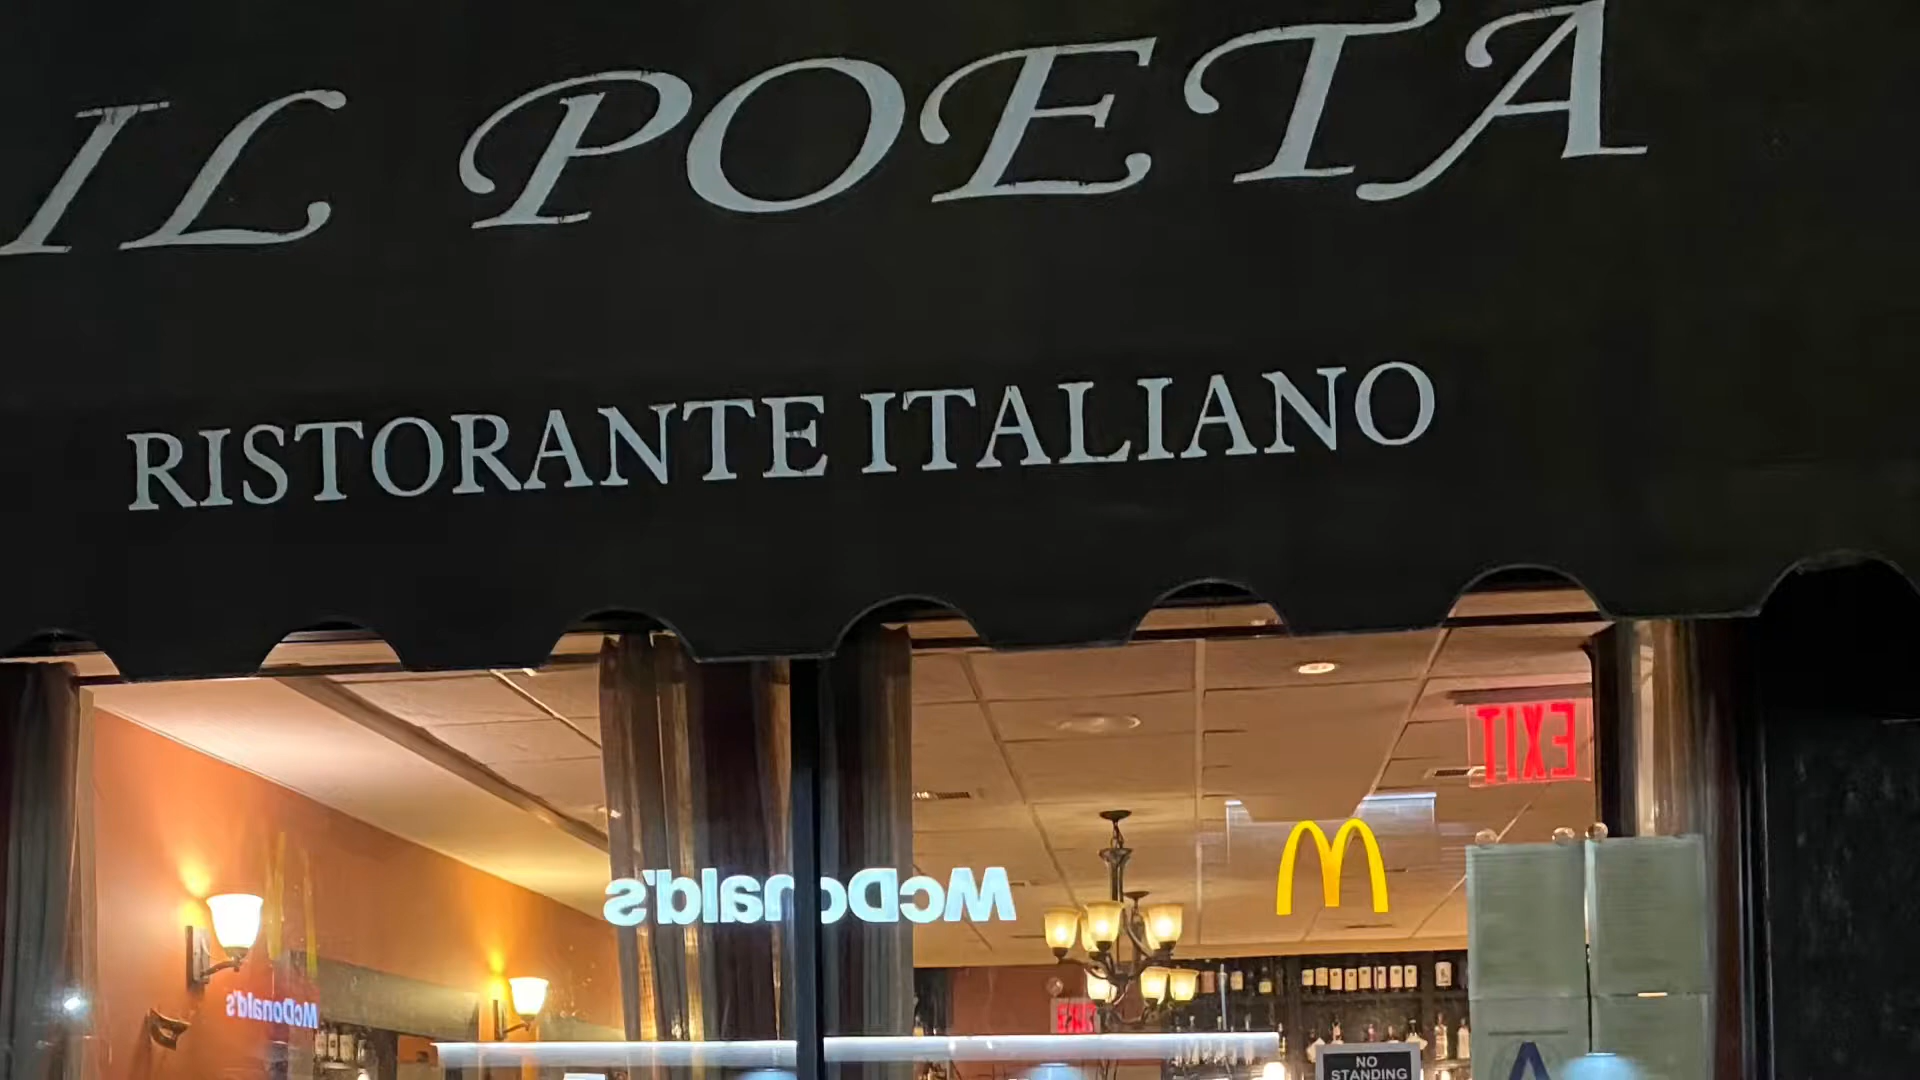 IL POETA
RISTORANTE ITALIANO
EXIT
McDonald's
McDonald's
NO
STANDING
A